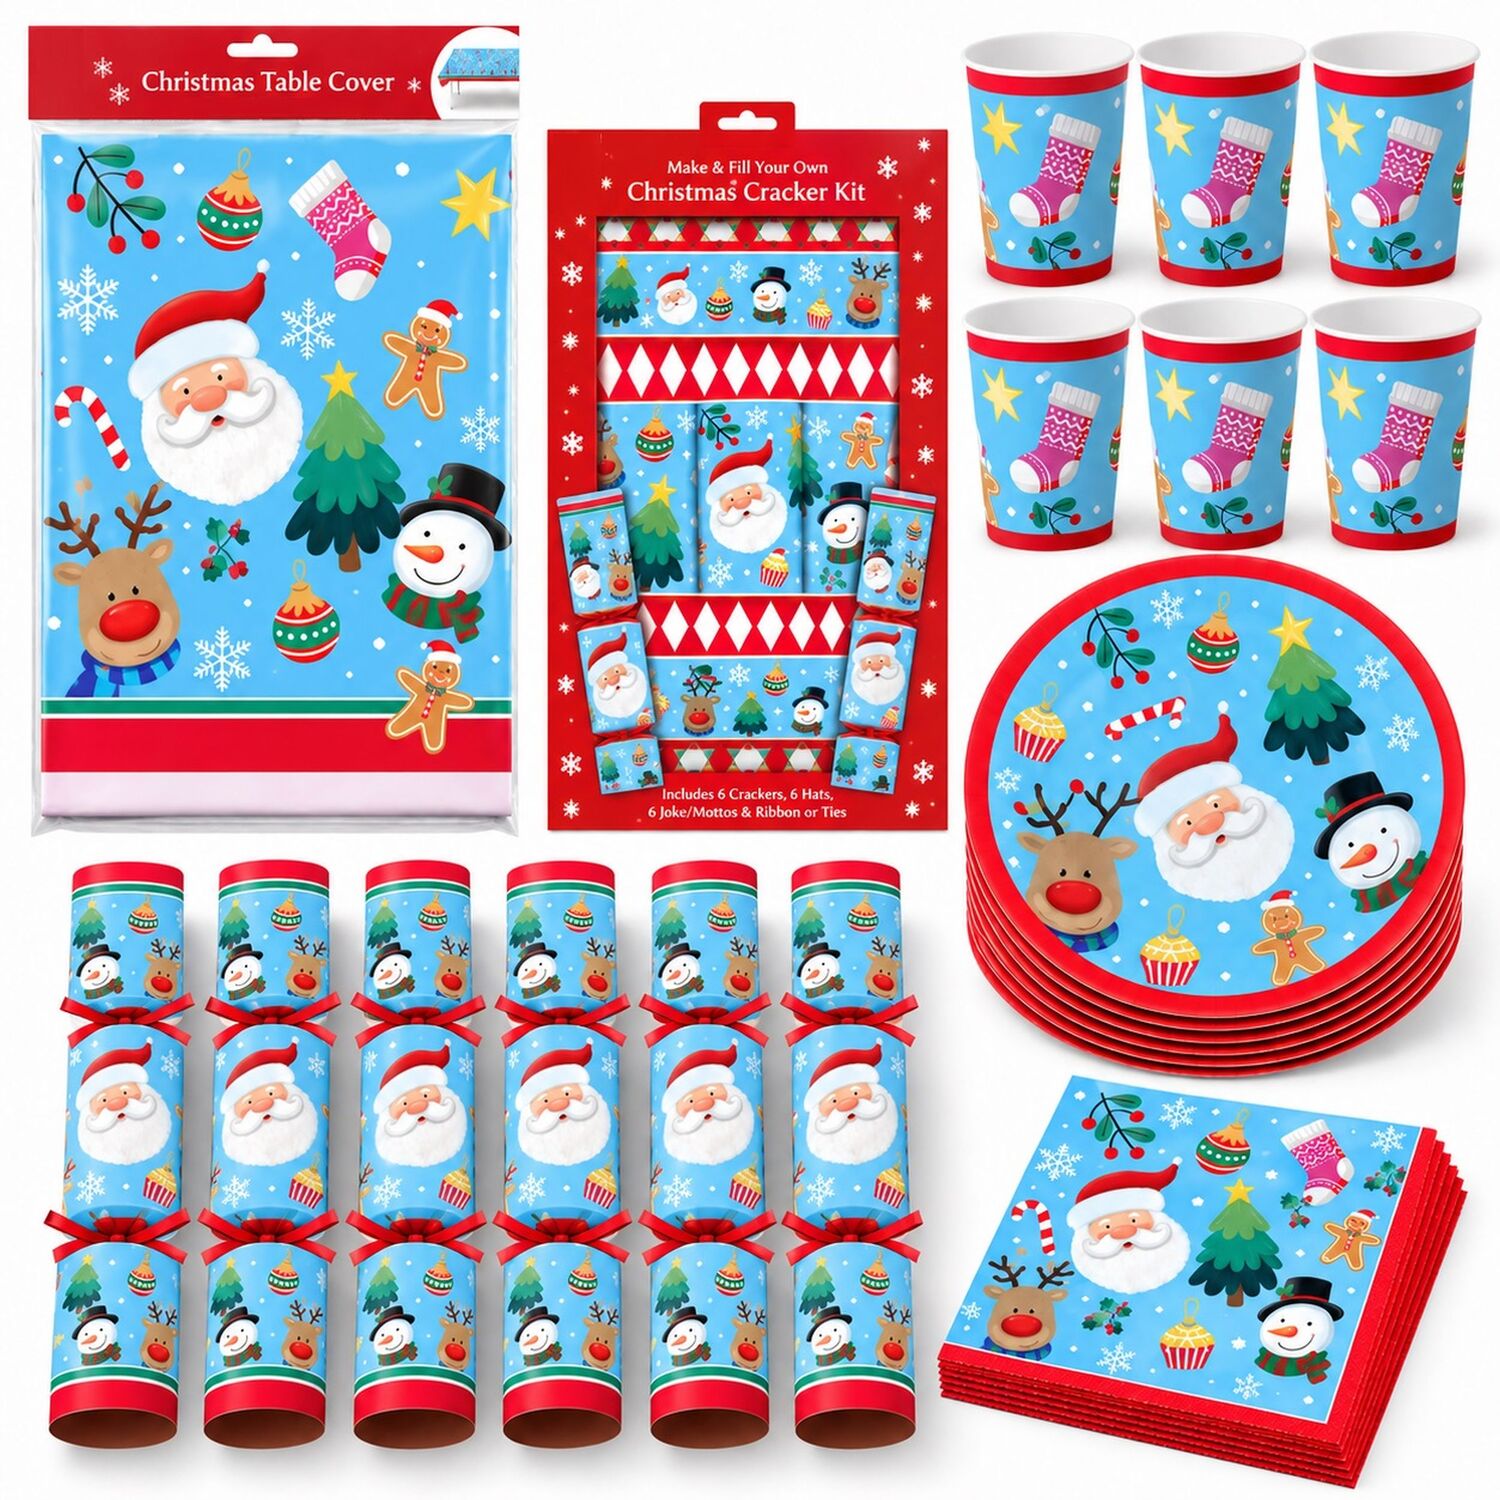 Christmas Table Cover
Make & Fill Your Own
Christmas Cracker Kit
Includes 6 Crackers, 6 Hats,
6 Joke/Mottos & Ribbon or Ties